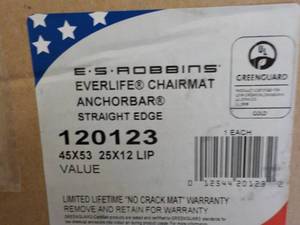 UL
GREENGUARD
E·S·ROBBINS®
EVERLIFE® CHAIRMAT
ANCHORBAR®
STRAIGHT EDGE
GOLD
120123
1 EACH
45X53 25X12 LIP
VALUE
LIMITED LIFETIME "NO CRACK MAT" WARRANTY
REMOVE AND RETAIN FOR WARRANTY